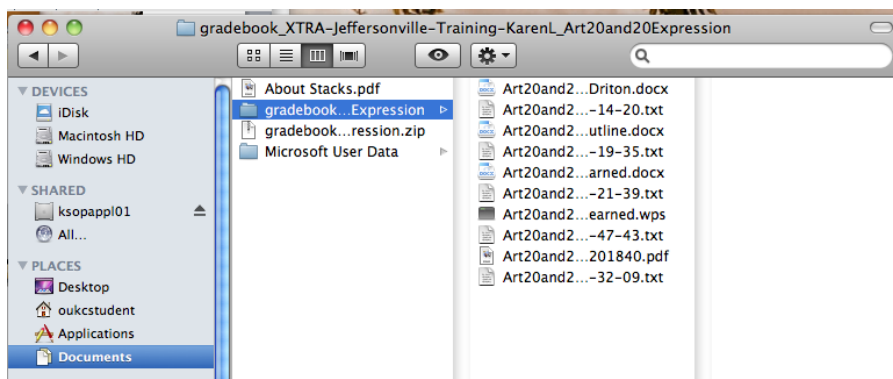 gradebook_XTRA-Jeffersonville-Training-KarenL_Art20and20Expression
DEVICES
iDisk
Macintosh HD
Windows HD
SHARED
ksopappl01
All...
PLACES
Desktop
oukcstudent
Applications
Documents
About Stacks.pdf
gradebook...Expression
gradebook...ression.zip
Microsoft User Data
Art20and2...Driton.docx
Art20and2...-14-20.txt
Art20and2...utline.docx
Art20and2...-19-35.txt
Art20and2...arned.docx
Art20and2...-21-39.txt
Art20and2...earned.wps
Art20and2...-47-43.txt
Art20and2...201840.pdf
Art20and2...-32-09.txt